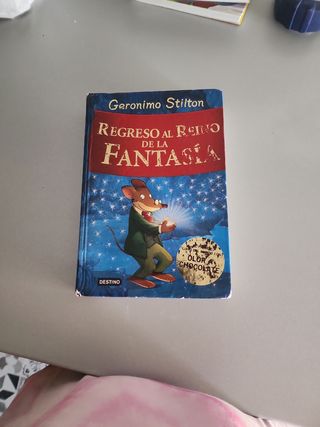 Geronimo Stilton
REGRESO AL REINO
DE LA
FANTASÍA
OLOR A
CHOCOLATE
DESTINO